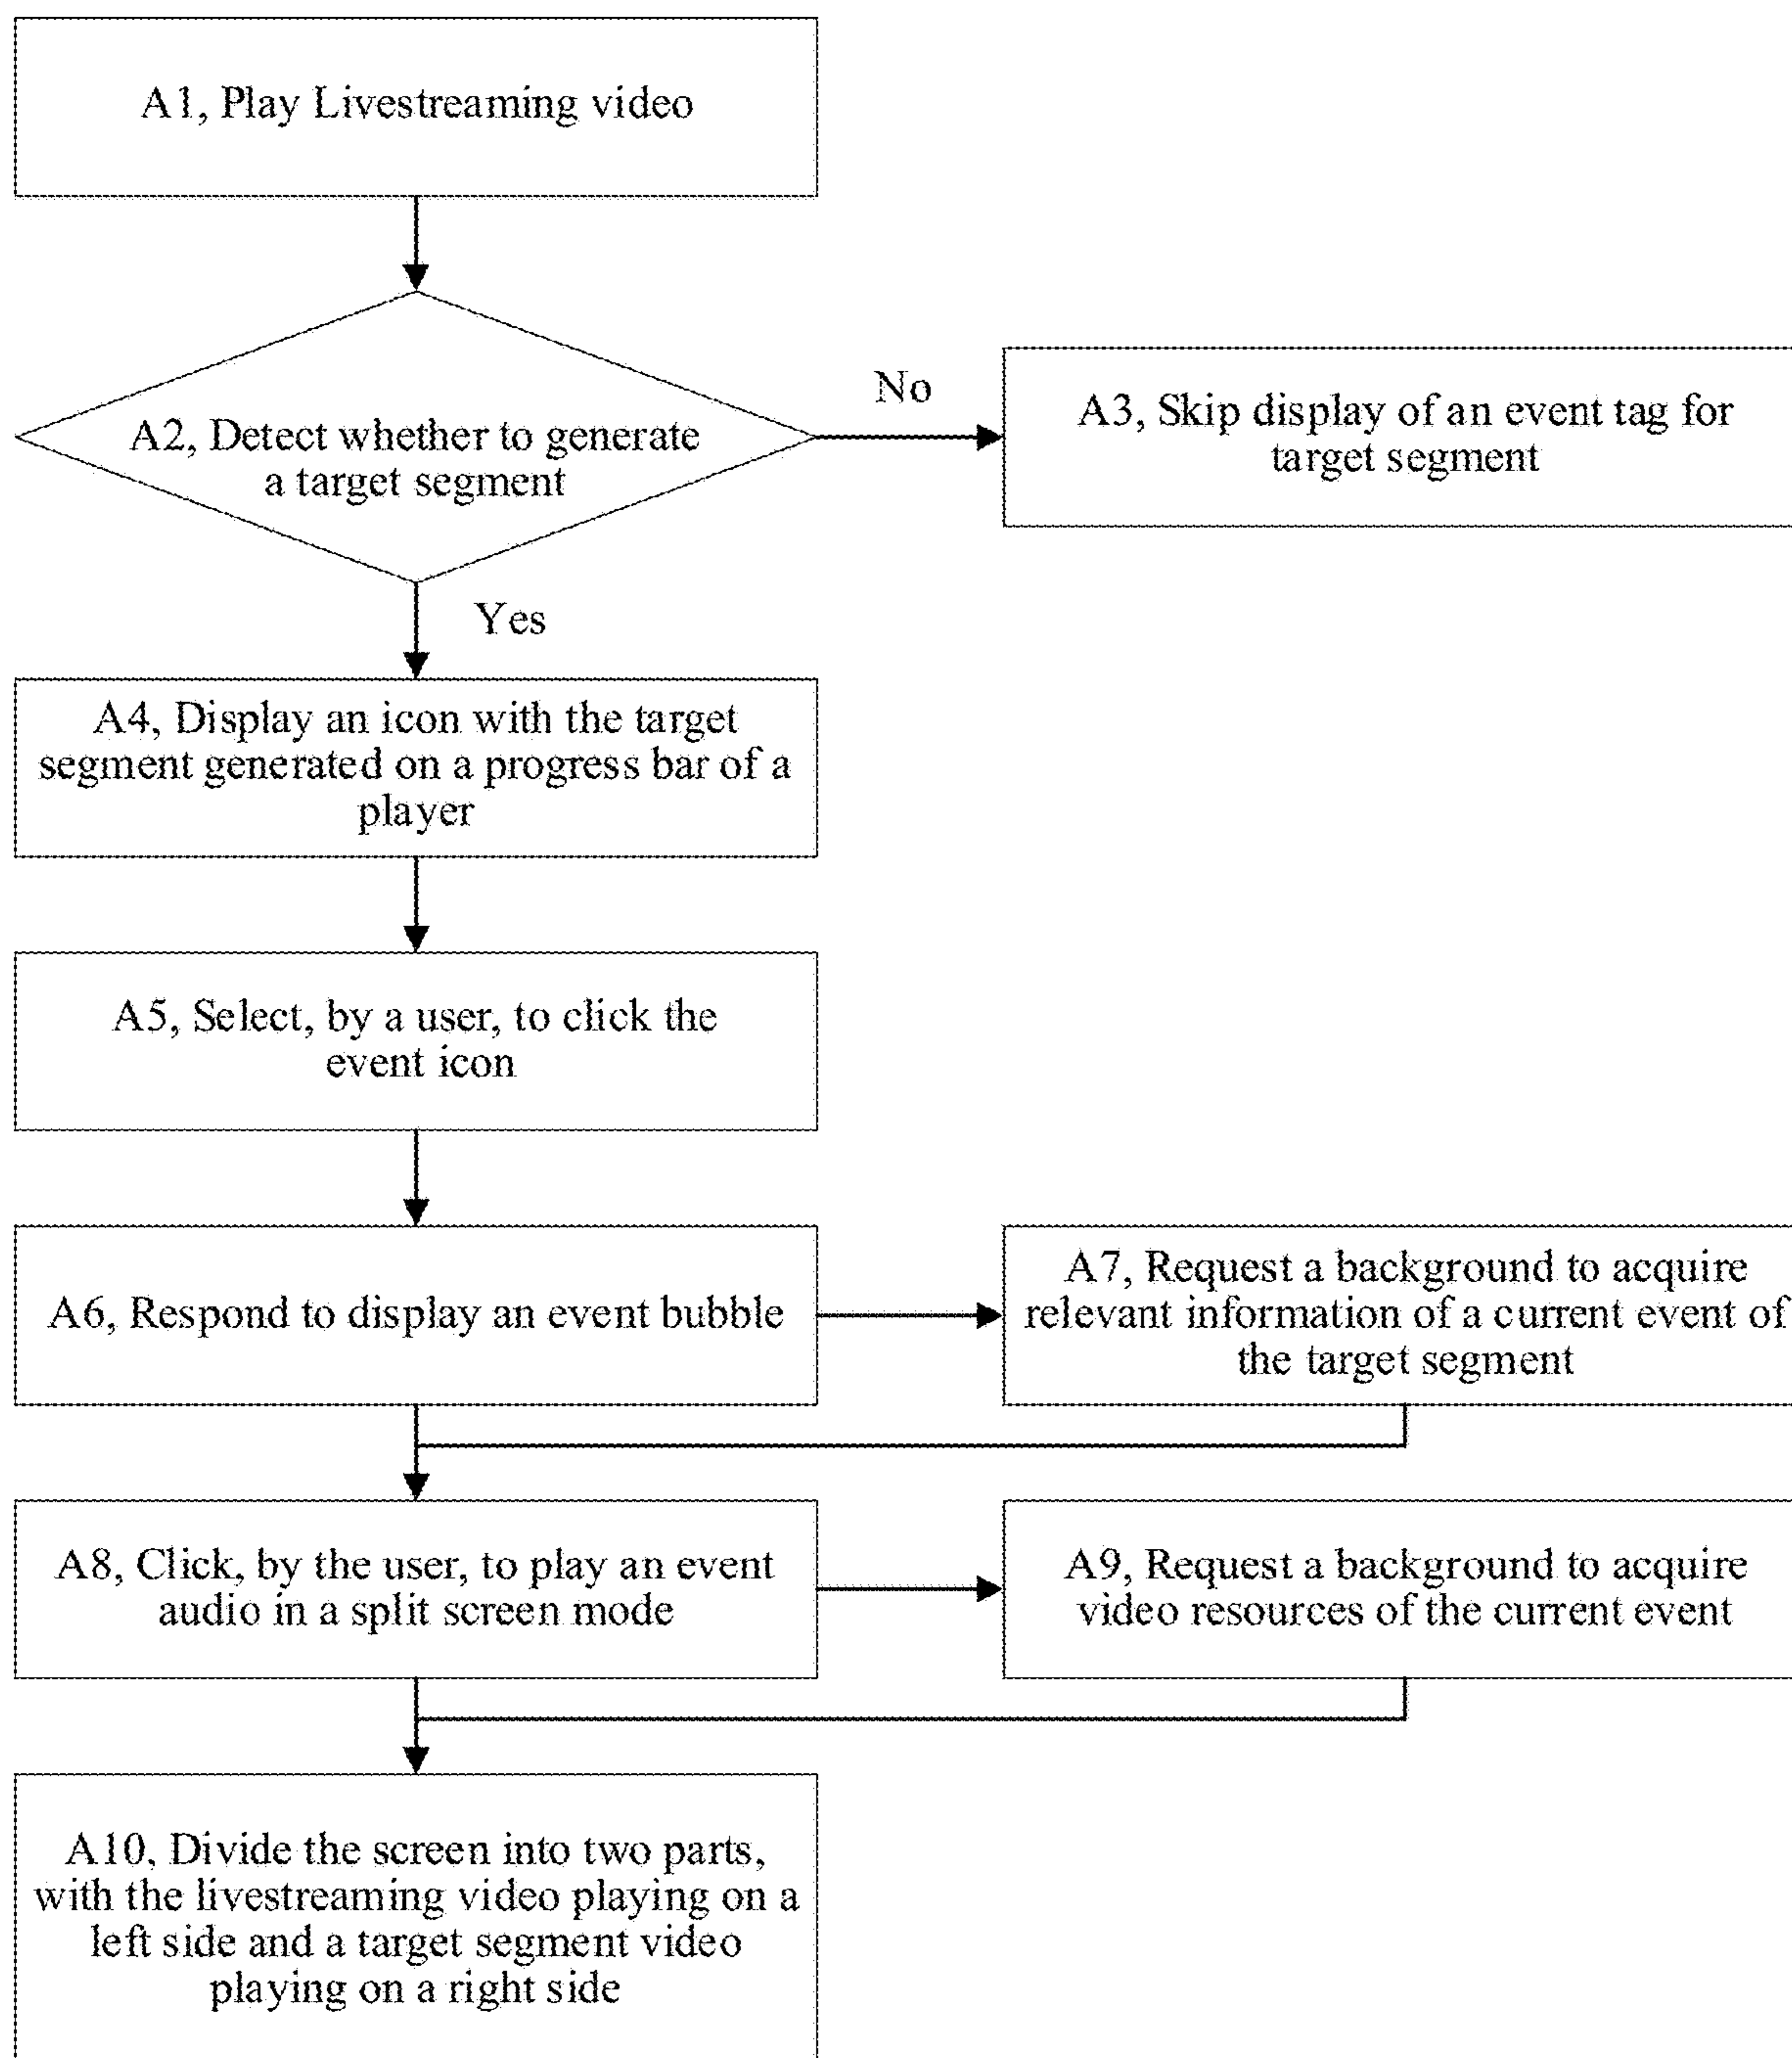 A1, Play Livestreaming video
A2, Detect whether to generate
a target segment
No
A3, Skip display of an event tag for
target segment
Yes
A4, Display an icon with the target
segment generated on a progress bar of a
player
A5, Select, by a user, to click the
event icon
A6, Respond to display an event bubble
A7, Request a background to acquire
relevant information of a current event of
the target segment
A8, Click, by the user, to play an event
audio in a split screen mode
A9, Request a background to acquire
video resources of the current event
A10, Divide the screen into two parts,
with the livestreaming video playing on a
left side and a target segment video
playing on a right side